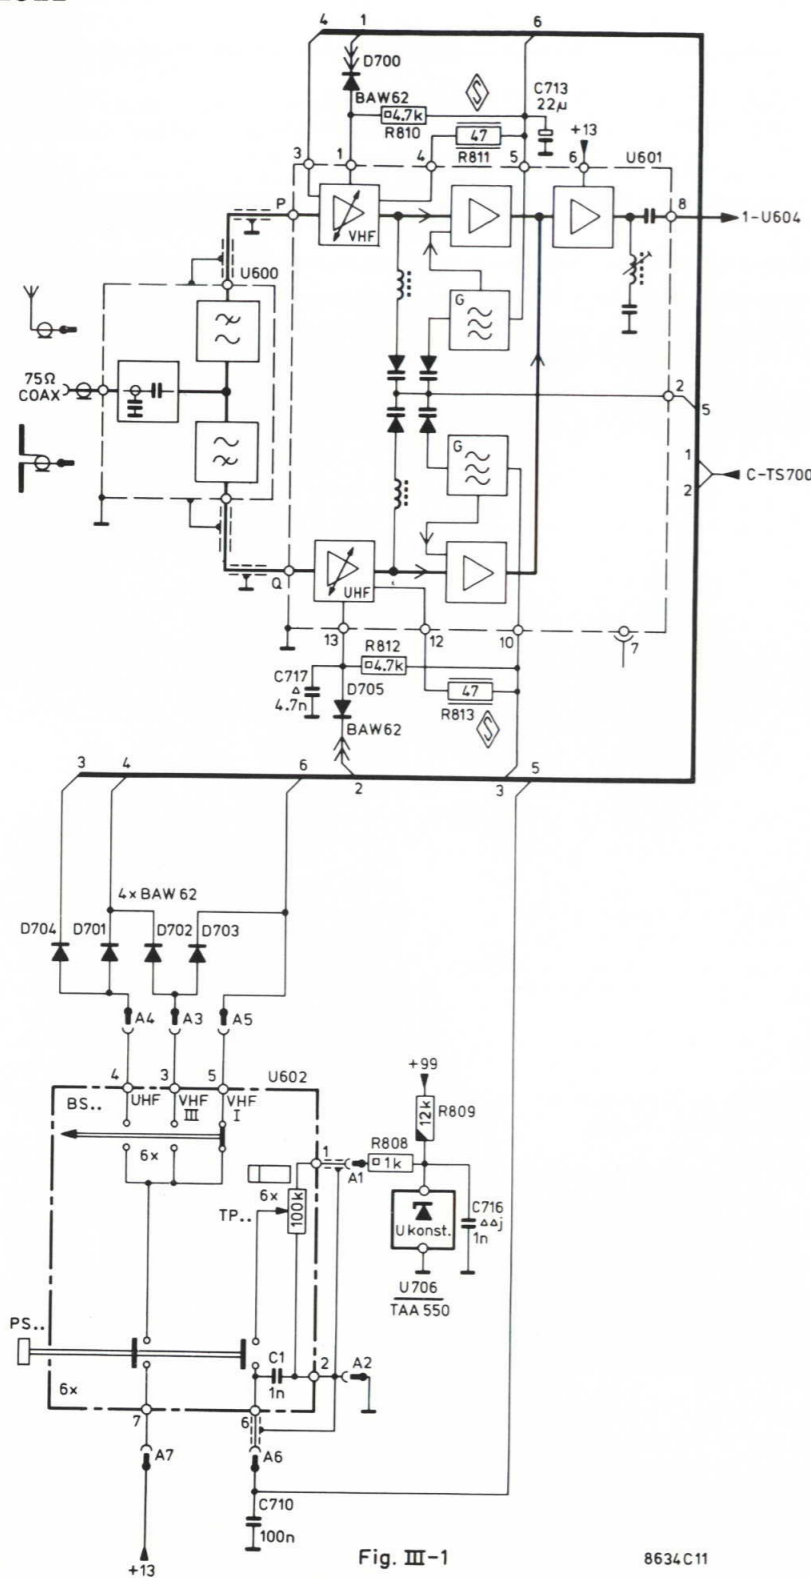 4
1
6
D700
BAW62
4.7k
R810
C713
22µ
S
47
R811
+13
3
1
4
5
6
U601
P
VHF
8
1-U604
U600
G
75Ω
COAX
2
5
G
1
2
C-TS700
Q
UHF
13
12
10
7
R812
4.7k
C717
4.7n
D705
BAW62
47
R813
S
3
4
6
2
3
5
4xBAW62
D704
D701
D702
D703
A4
A3
A5
4
3
5
U602
BS..
UHF
VHF
III
VHF
I
6x
+99
12k
R809
1
A1
R808
1k
6x
TP..
100k
U konst.
C716
j
1n
U706
TAA 550
PS..
C1
1n
2
A2
6x
7
6
A7
A6
C710
100n
+13
Fig. III-1
8634C11